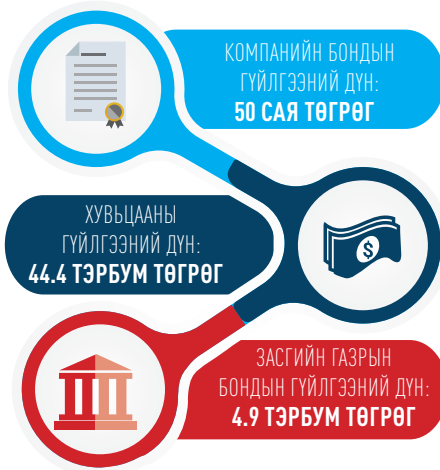 КОМПАНИЙН БОНДЫН
ГҮЙЛГЭЭНИЙ ДҮН:
50 САЯ ТӨГРӨГ
ХУВЬЦААНЫ
ГҮЙЛГЭЭНИЙ ДҮН:
44.4 ТЭРБУМ ТӨГРӨГ
$
ЗАСГИЙН ГАЗРЫН
БОНДЫН ГҮЙЛГЭЭНИЙ ДҮН:
4.9 ТЭРБУМ ТӨГРӨГ